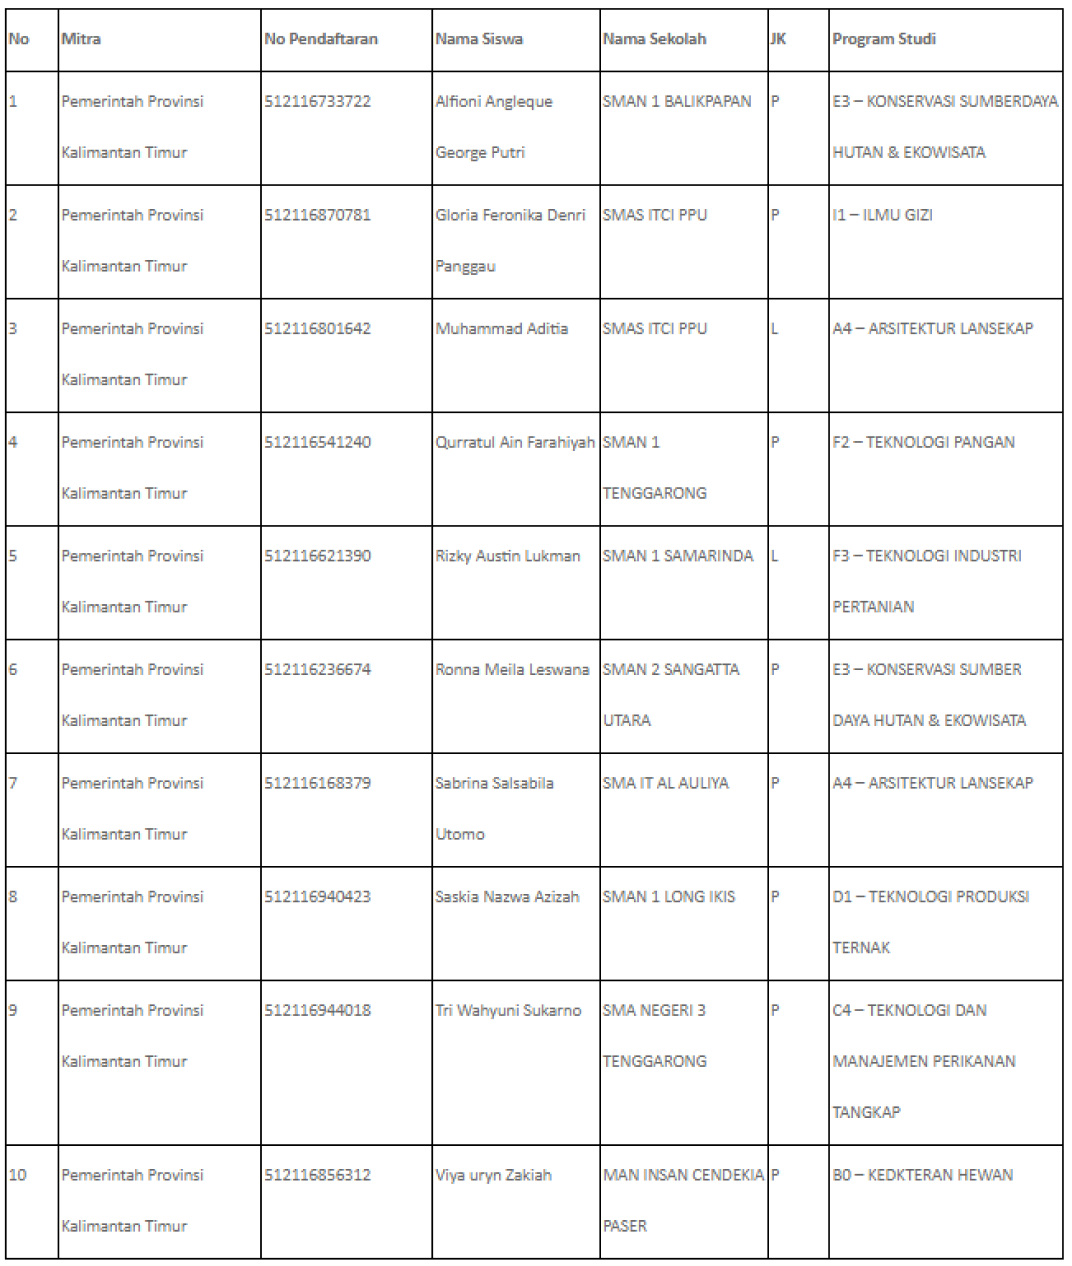 No Mitra No Pendaftaran Nama Siswa Nama Sekolah JK Program Studi
1 Pemerintah Provinsi 512116733722 Alfioni Angleque SMAN 1 BALIKPAPAN P E3 – KONSERVASI SUMBERDAYA
Kalimantan Timur George Putri HUTAN & EKOWISATA
2 Pemerintah Provinsi 512116870781 Gloria Feronika Denri SMAS ITCI PPU P I1 – ILMU GIZI
Kalimantan Timur Panggau
3 Pemerintah Provinsi 512116801642 Muhammad Aditia SMAS ITCI PPU L A4 – ARSITEKTUR LANSEKAP
Kalimantan Timur
4 Pemerintah Provinsi 512116541240 Qurratul Ain Farahiyah SMAN 1 P F2 – TEKNOLOGI PANGAN
Kalimantan Timur TENGGARONG
5 Pemerintah Provinsi 512116621390 Rizky Austin Lukman SMAN 1 SAMARINDA L F3 – TEKNOLOGI INDUSTRI
Kalimantan Timur PERTANIAN
6 Pemerintah Provinsi 512116236674 Ronna Meila Leswana SMAN 2 SANGATTA P E3 – KONSERVASI SUMBER
Kalimantan Timur UTARA DAYA HUTAN & EKOWISATA
7 Pemerintah Provinsi 512116168379 Sabrina Salsabila SMA IT AL AULIYA P A4 – ARSITEKTUR LANSEKAP
Kalimantan Timur Utomo
8 Pemerintah Provinsi 512116940423 Saskia Nazwa Azizah SMAN 1 LONG IKIS P D1 – TEKNOLOGI PRODUKSI
Kalimantan Timur TERNAK
9 Pemerintah Provinsi 512116944018 Tri Wahyuni Sukarno SMA NEGERI 3 P C4 – TEKNOLOGI DAN
Kalimantan Timur TENGGARONG MANAJEMEN PERIKANAN
TANGKAP
10 Pemerintah Provinsi 512116856312 Viya uryn Zakiah MAN INSAN CENDEKIA P B0 – KEDKTERAN HEWAN
Kalimantan Timur PASER